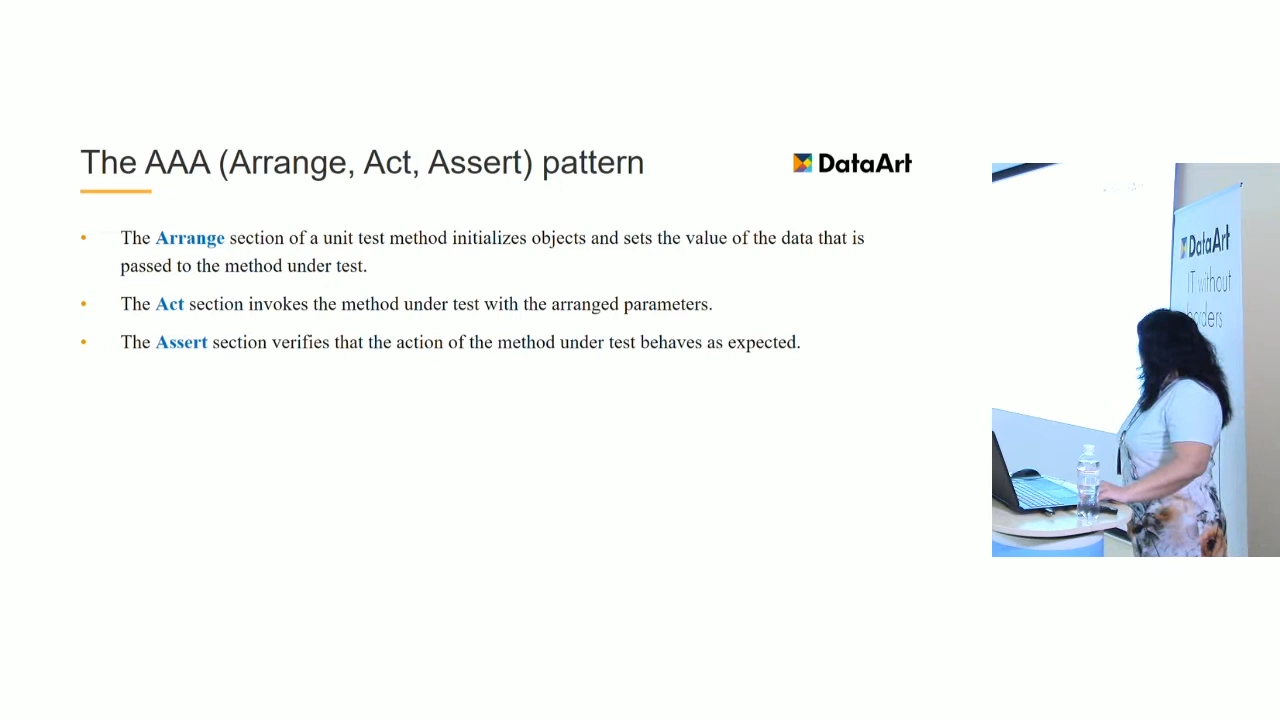 The AAA (Arrange, Act, Assert) pattern
DataArt
• The Arrange section of a unit test method initializes objects and sets the value of the data that is
passed to the method under test.
• The Act section invokes the method under test with the arranged parameters.
• The Assert section verifies that the action of the method under test behaves as expected.
DataArt
IT without
borders